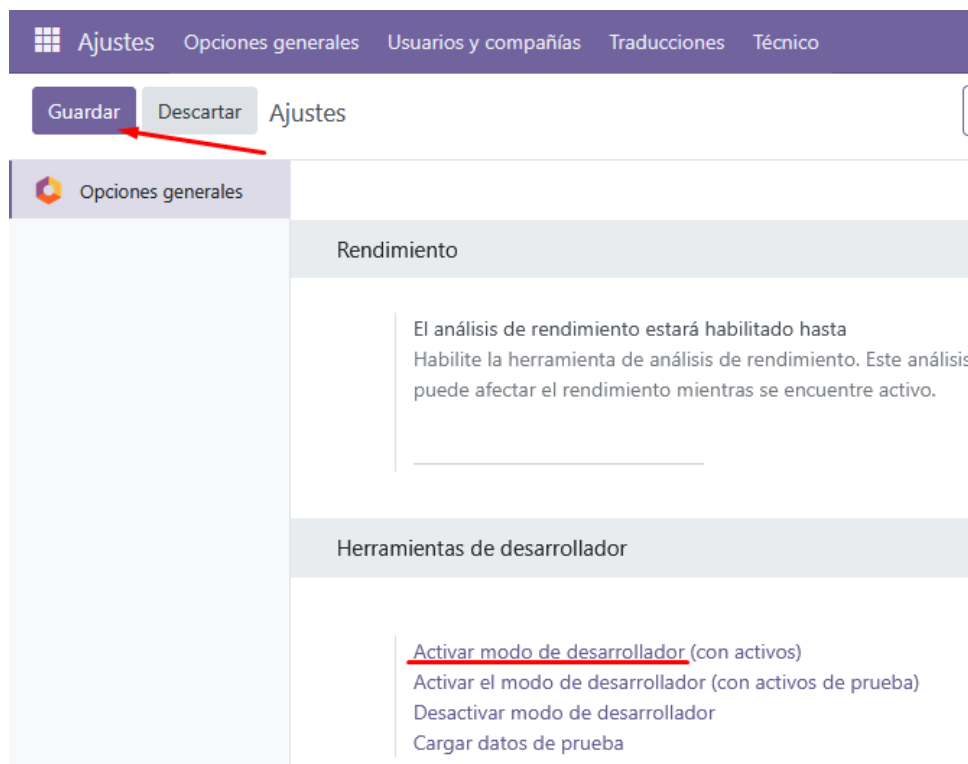 Ajustes Opciones generales Usuarios y compañías Traducciones Técnico
Guardar Descartar Ajustes
Opciones generales
Rendimiento
El análisis de rendimiento estará habilitado hasta
Habilite la herramienta de análisis de rendimiento. Este análisis
puede afectar el rendimiento mientras se encuentre activo.
Herramientas de desarrollador
Activar modo de desarrollador (con activos)
Activar el modo de desarrollador (con activos de prueba)
Desactivar modo de desarrollador
Cargar datos de prueba